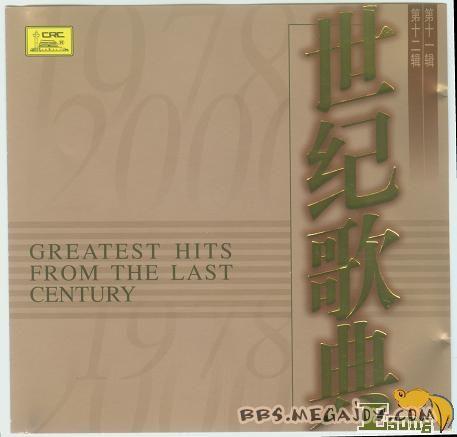 CRC
1978
2000
第十一辑
第十二辑
世纪歌典
GREATEST HITS
FROM THE LAST
CENTURY
1978
BBS.MEGAJOY.COM